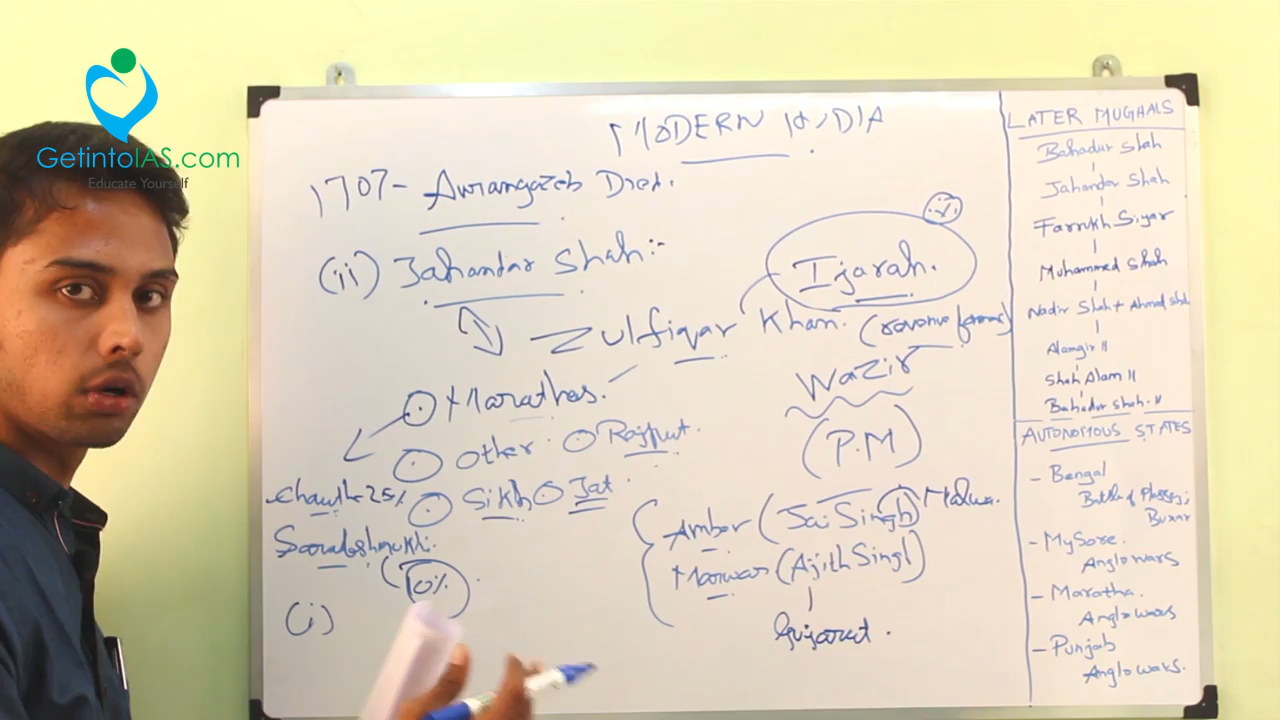 GetintoIAS.com
Educate Yourself
MODERN INDIA
1707- Aurangazeb Died.
(ii) Jahandar Shah:-
Ijarah.
Zulfiqar Khan. (revenue farming)
Wazir
(P.M)
Marathas.
Other Rajput.
Chauth 25% Sikh Jat
Amber (Jai Singh) Malwa.
Marwar (Ajith Singh)
Gujarat.
10%
(i)
LATER MUGHALS
Bahadur Shah
Jahandar Shah
Farrukh Siyar
Muhammed Shah
Nadir Shah + Ahmad Shah
Alamgir II
Shah Alam II
Bahadur Shah. II
AUTONOMOUS STATES
- Bengal
Battle of Plassey;
Buxar
- Mysore.
Anglo wars
- Maratha.
Anglo wars
- Punjab
Anglo wars.